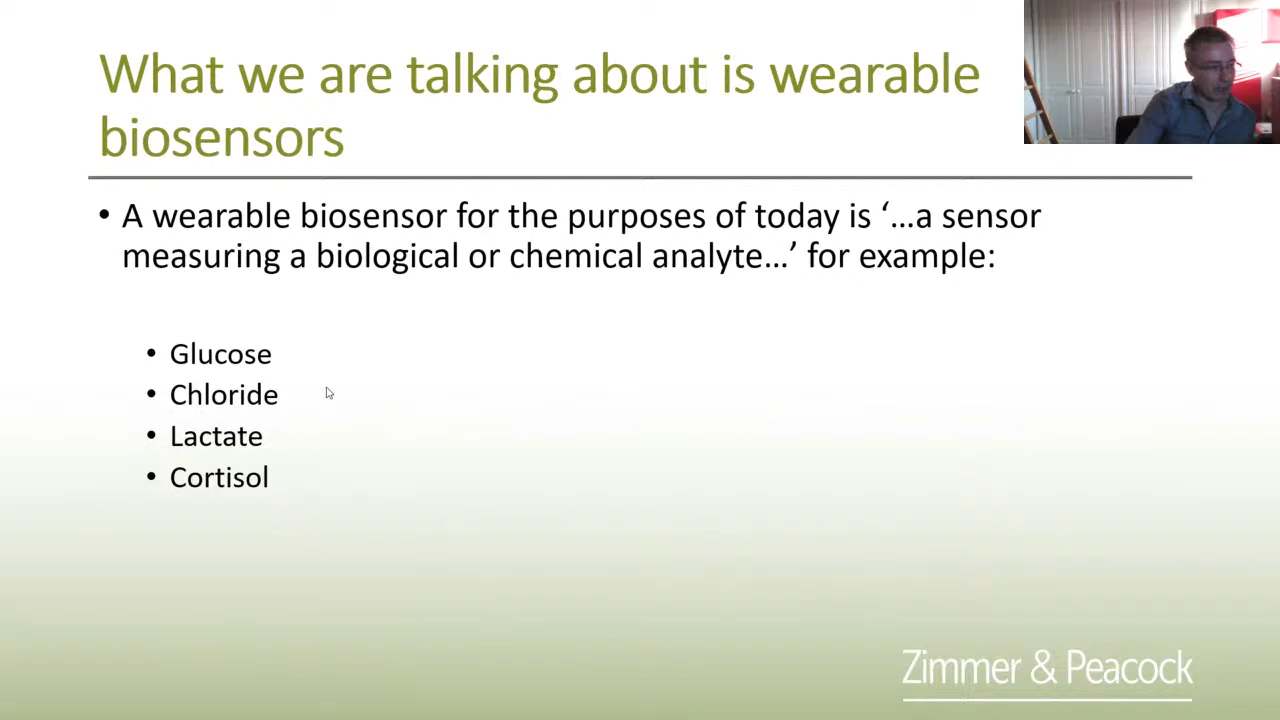 What we are talking about is wearable
biosensors
• A wearable biosensor for the purposes of today is ‘…a sensor
measuring a biological or chemical analyte…’ for example:
• Glucose
• Chloride
• Lactate
• Cortisol
Zimmer & Peacock